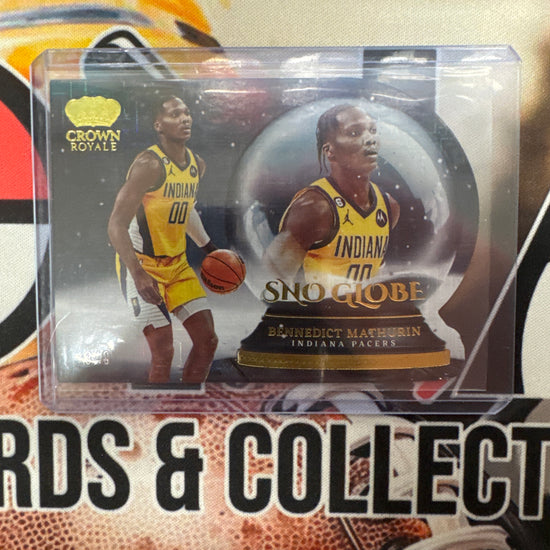 CROWN
ROYALE
INDIANA
00
INDIANA
00
SNO GLOBE
BENNEDICT MATHURIN
INDIANA PACERS
RDS & COLLECT